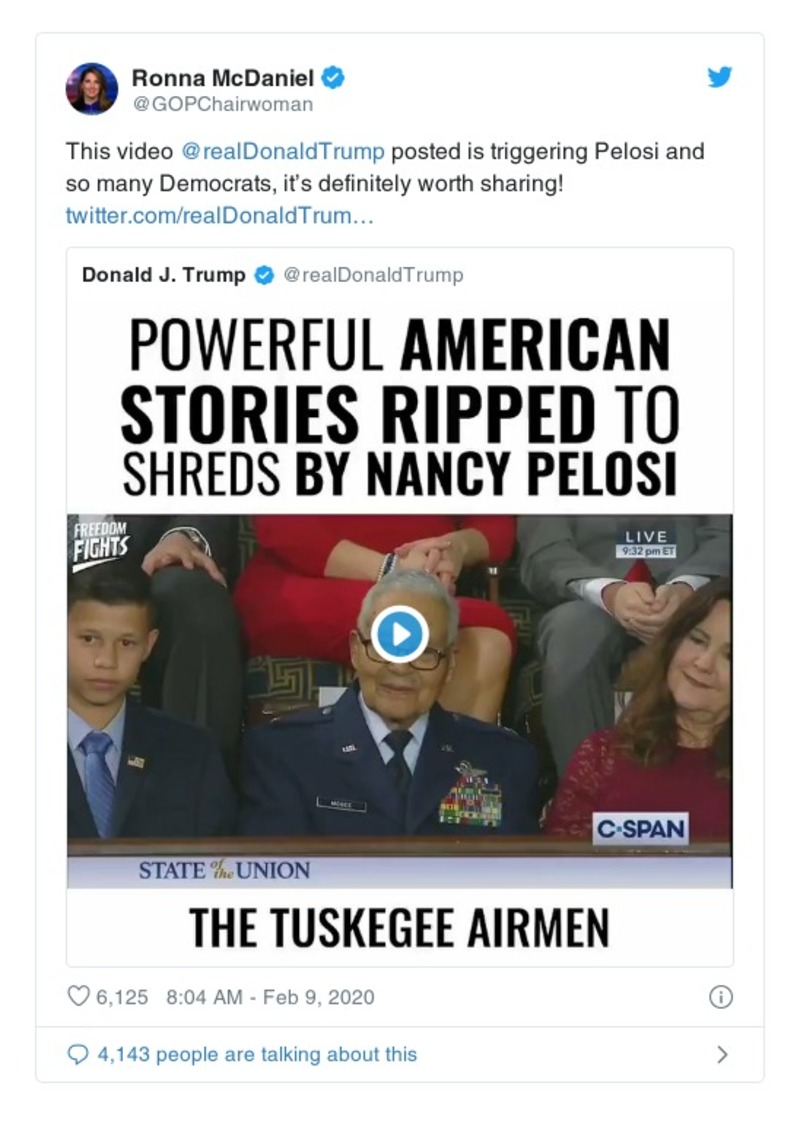 Ronna McDaniel
@GOPChairwoman
This video @realDonaldTrump posted is triggering Pelosi and
so many Democrats, it’s definitely worth sharing!
twitter.com/realDonaldTrum…
Donald J. Trump @realDonaldTrump
POWERFUL AMERICAN
STORIES RIPPED TO
SHREDS BY NANCY PELOSI
FREEDOM
FIGHTS
LIVE
9:32 pm ET
MCGEE
C-SPAN
STATE of the UNION
THE TUSKEGEE AIRMEN
6,125 8:04 AM - Feb 9, 2020
4,143 people are talking about this